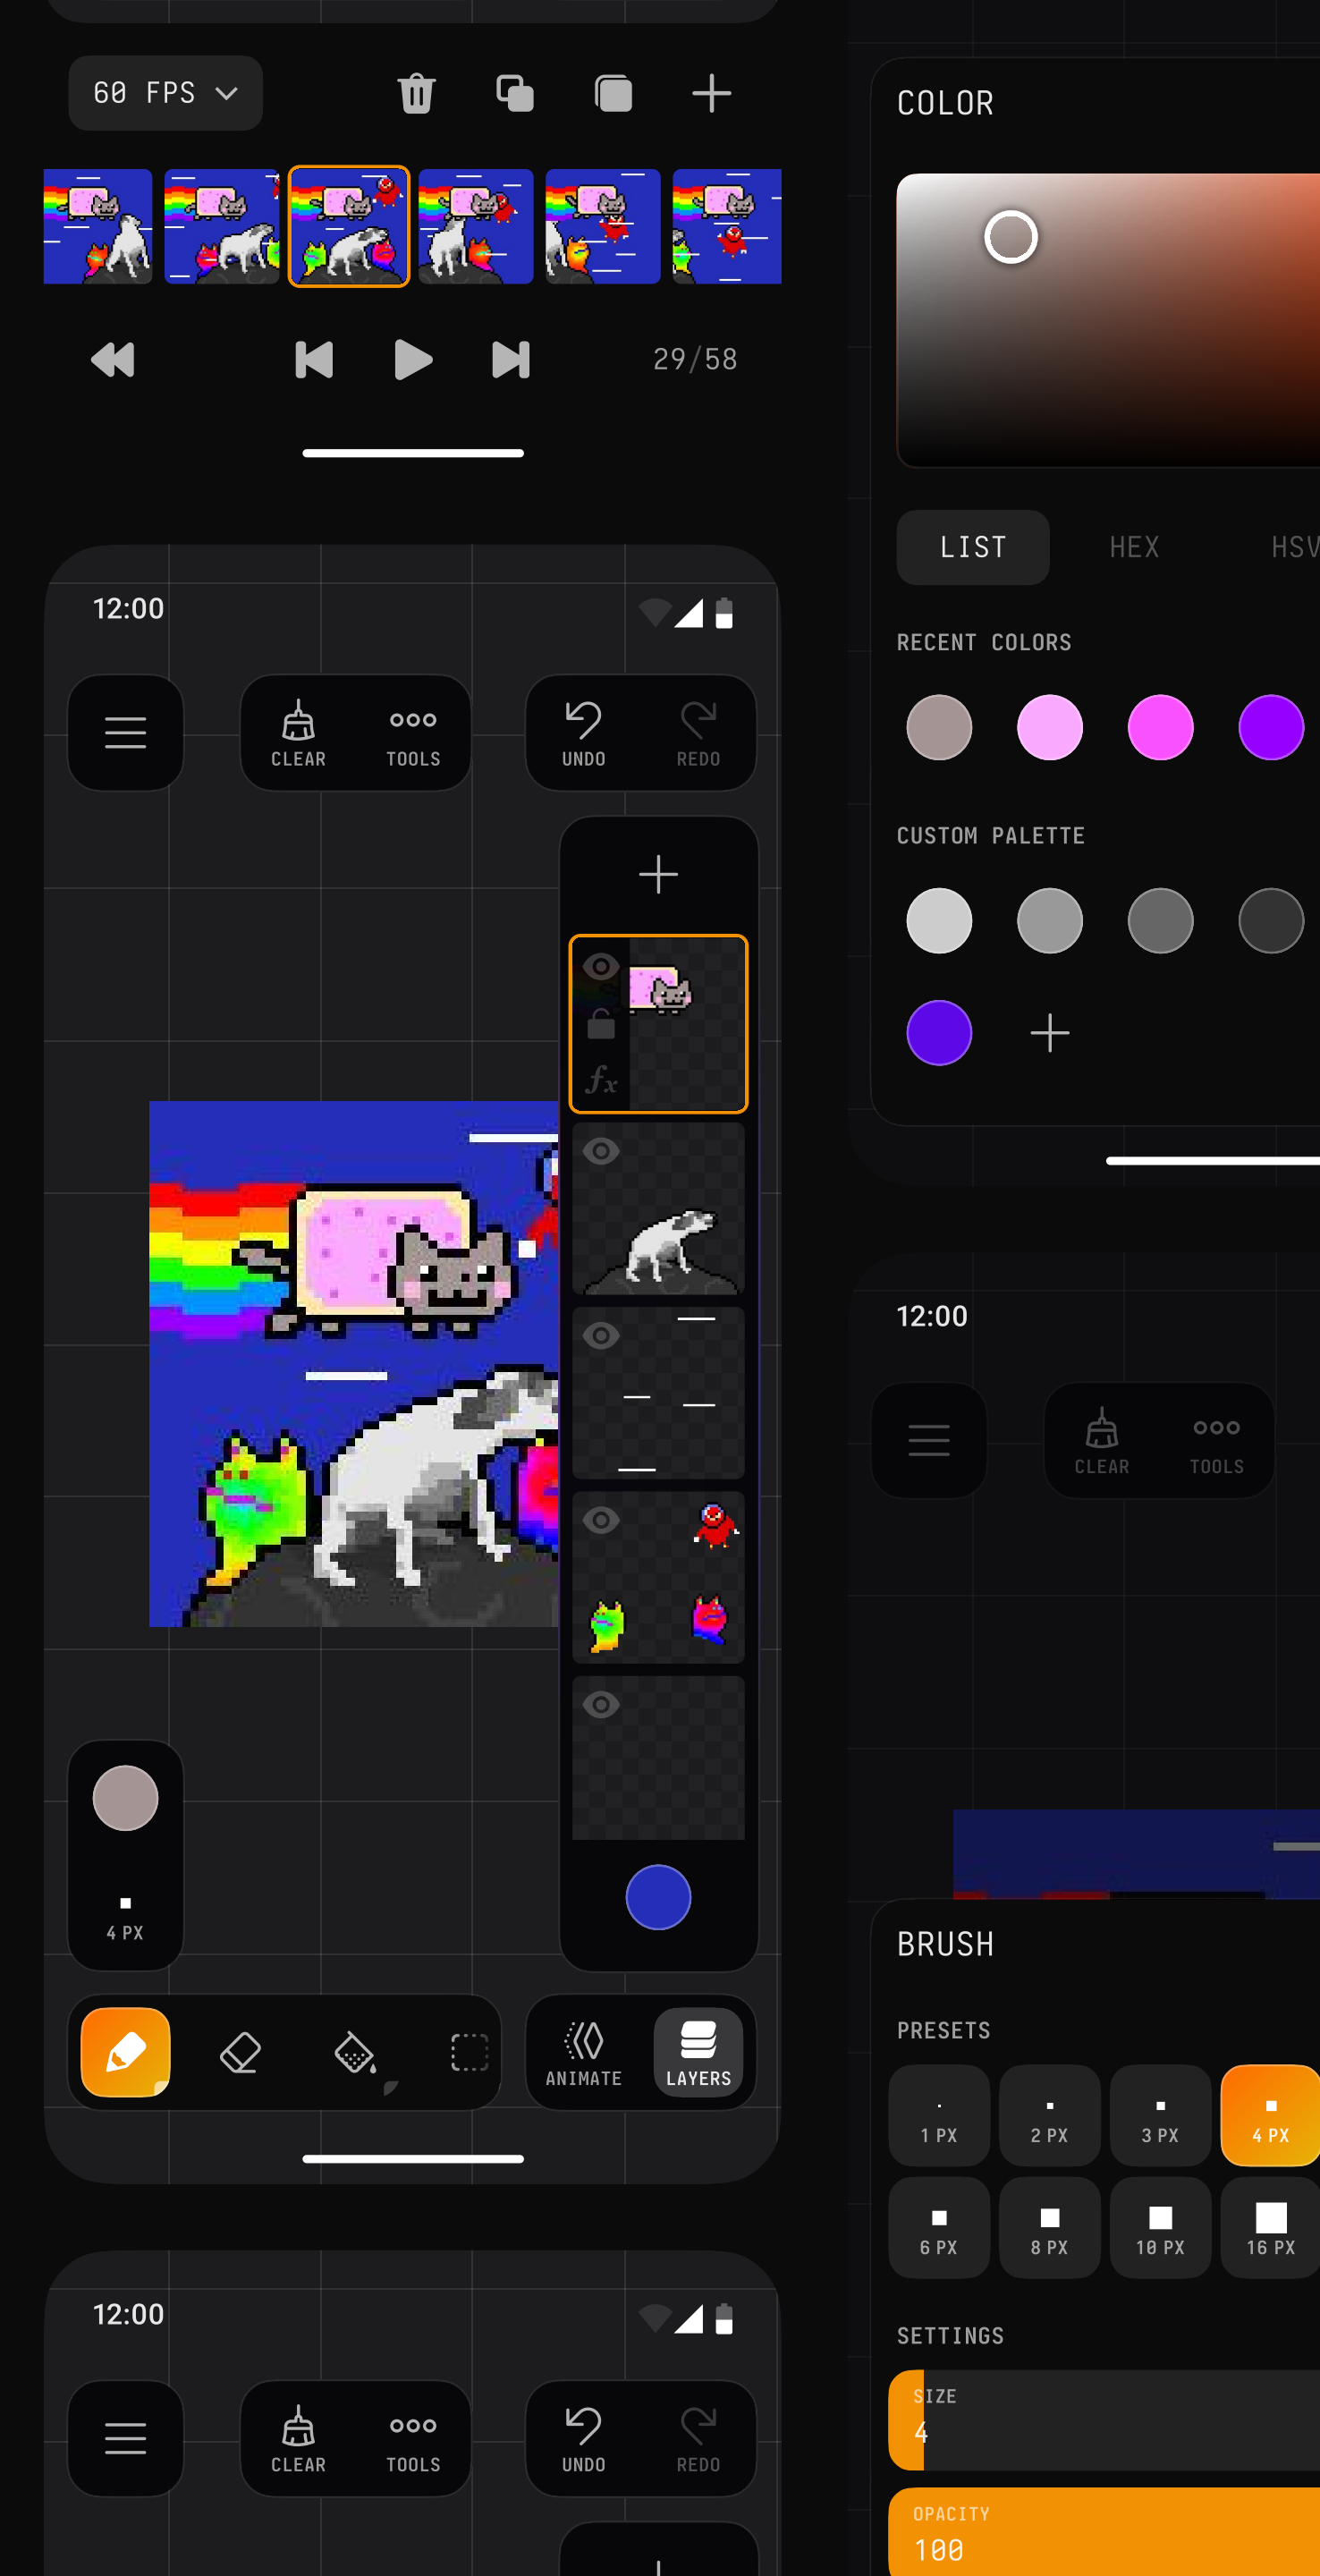 60 FPS
29/58
12:00
CLEAR
TOOLS
UNDO
REDO
fx
4 PX
ANIMATE
LAYERS
12:00
CLEAR
TOOLS
UNDO
REDO
COLOR
LIST
HEX
HSV
RECENT COLORS
CUSTOM PALETTE
12:00
CLEAR
TOOLS
BRUSH
PRESETS
1 PX
2 PX
3 PX
4 PX
6 PX
8 PX
10 PX
16 PX
SETTINGS
SIZE
4
OPACITY
100